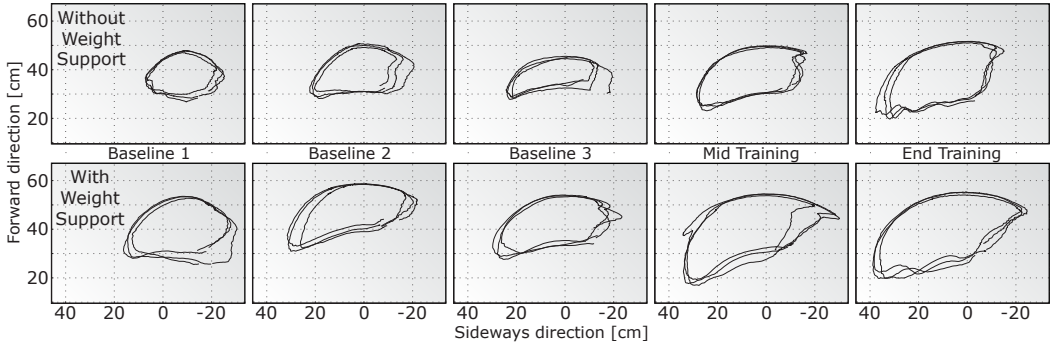 Without
Weight
Support
60
40
20
Forward direction [cm]
Baseline 1
Baseline 2
Baseline 3
Mid Training
End Training
With
Weight
Support
60
40
20
40 20 0 -20 40 20 0 -20 40 20 0 -20 40 20 0 -20 40 20 0 -20
Sideways direction [cm]